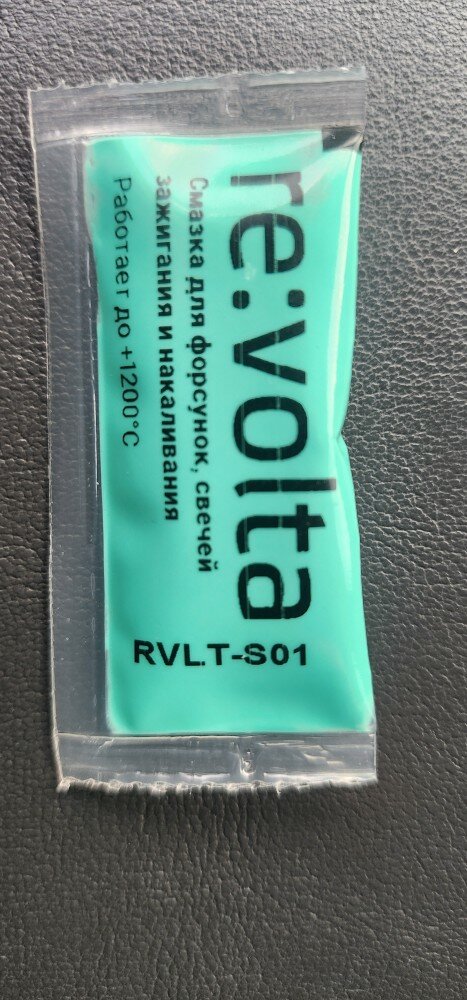 re:volta
Смазка для форсунок, свечей
зажигания и накаливания
Работает до +1200°C
RVLT-S01